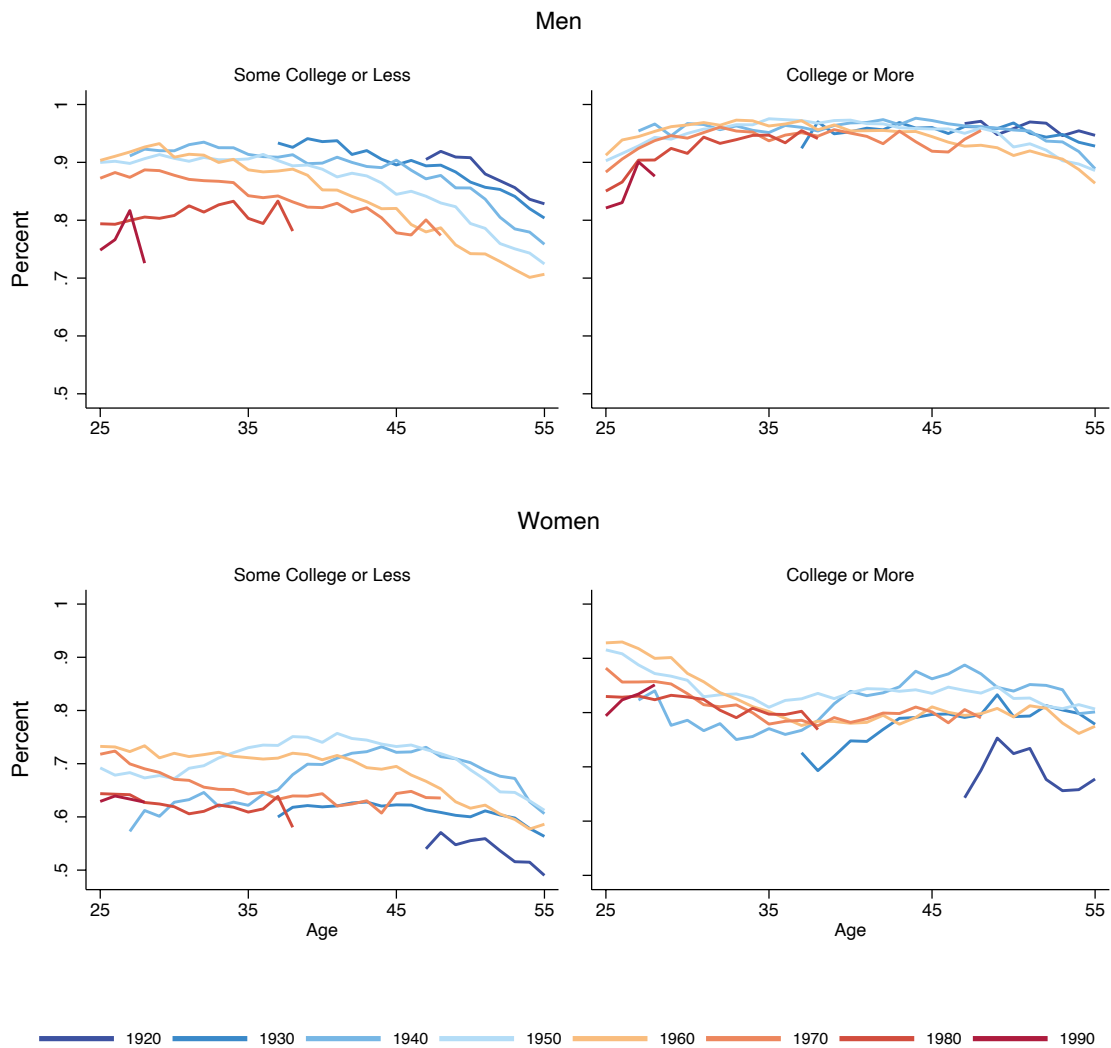 Men
Some College or Less
College or More
Percent
1
.9
.8
.7
.6
.5
25 35 45 55
25 35 45 55
Women
Some College or Less
College or More
Percent
1
.9
.8
.7
.6
.5
25 35 45 55
Age
25 35 45 55
Age
1920 1930 1940 1950 1960 1970 1980 1990